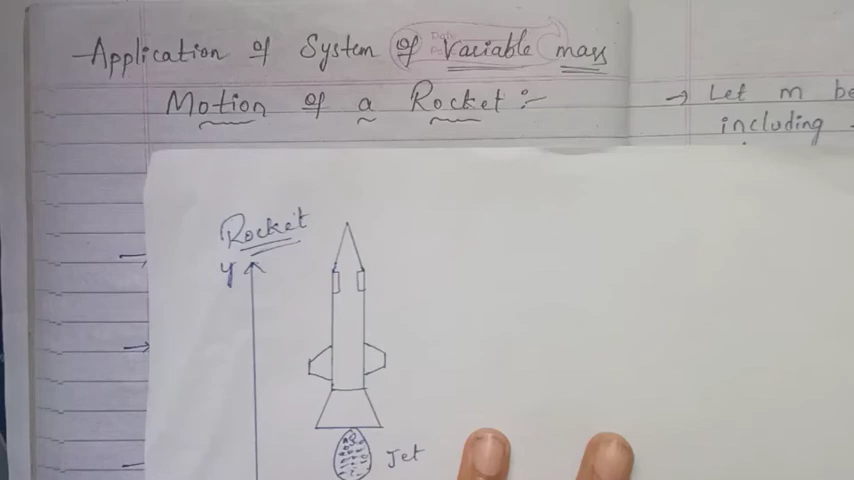 Application of System of Variable mass
Motion of a Rocket :-
→ Let m be
including
Rocket
y
Jet